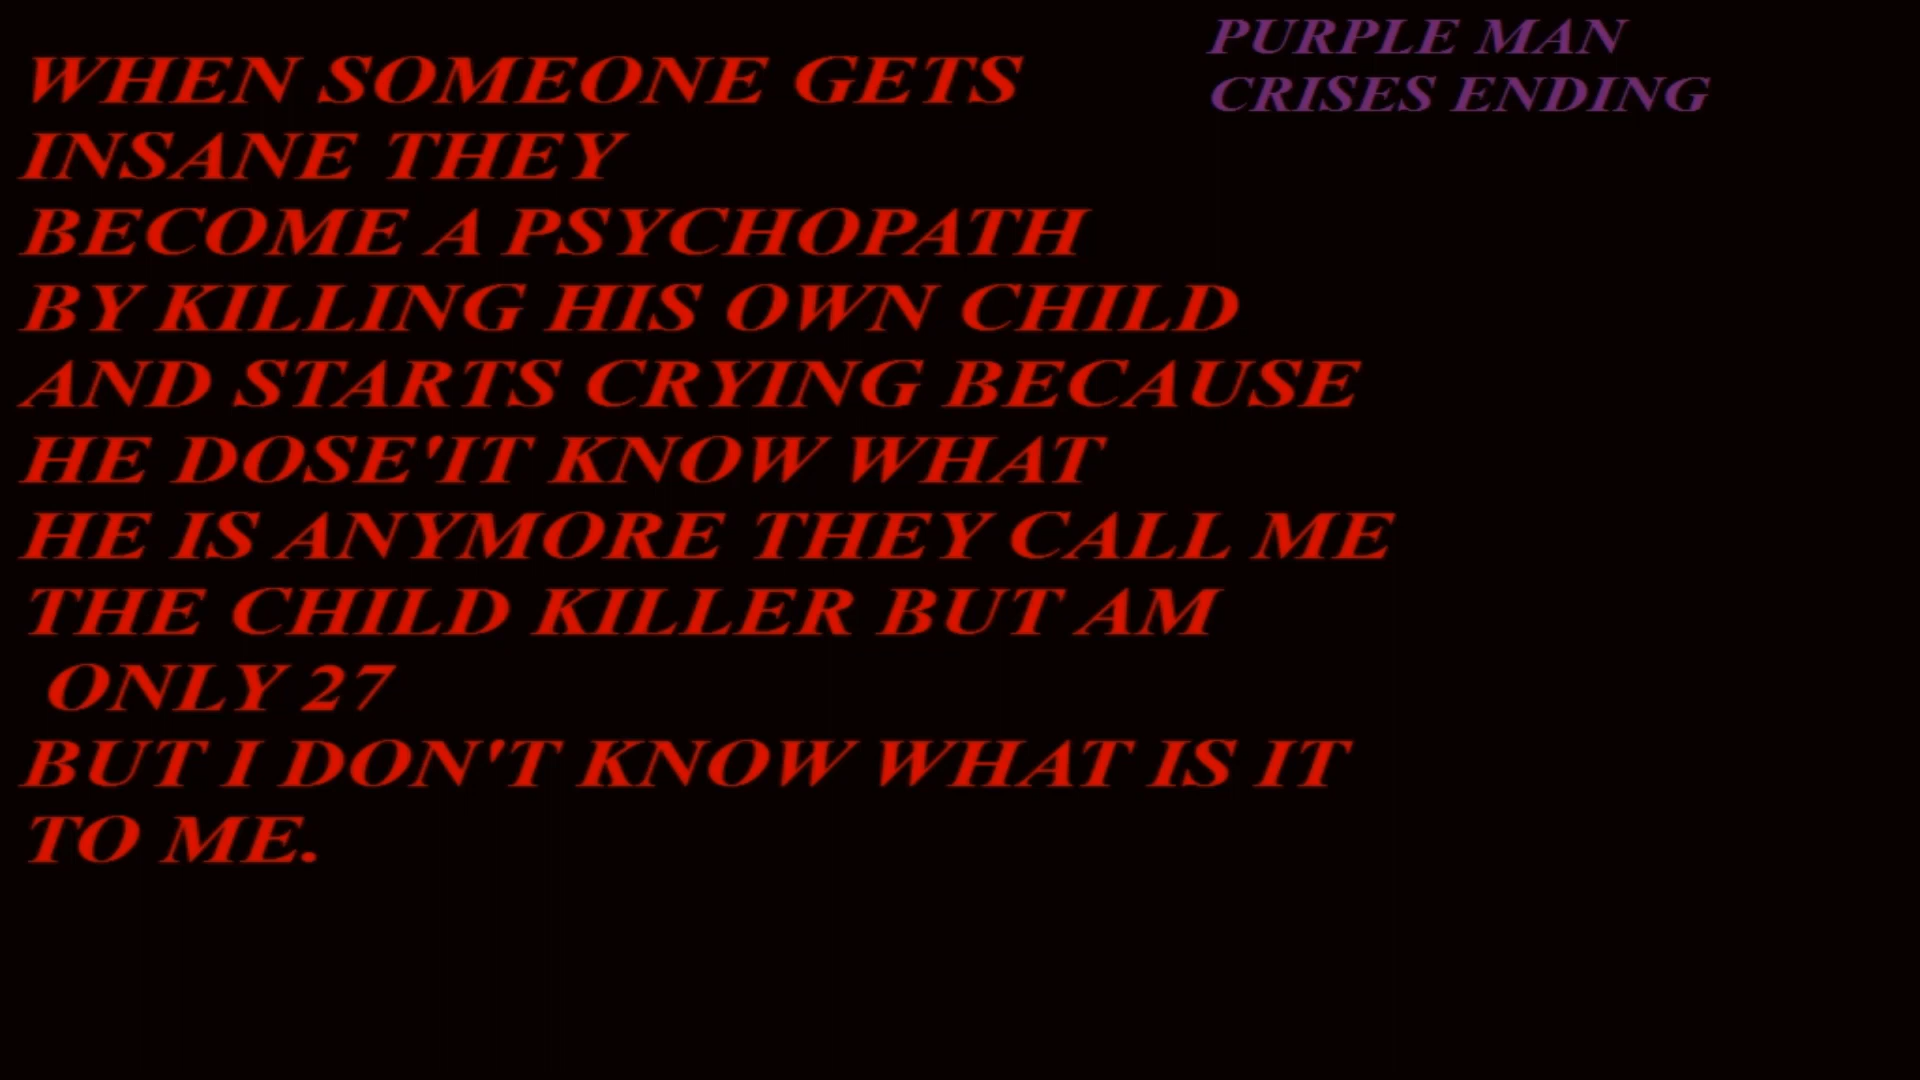 WHEN SOMEONE GETS
INSANE THEY
BECOME A PSYCHOPATH
BY KILLING HIS OWN CHILD
AND STARTS CRYING BECAUSE
HE DOSE'IT KNOW WHAT
HE IS ANYMORE THEY CALL ME
THE CHILD KILLER BUT AM
ONLY 27
BUT I DON'T KNOW WHAT IS IT
TO ME.
PURPLE MAN
CRISES ENDING